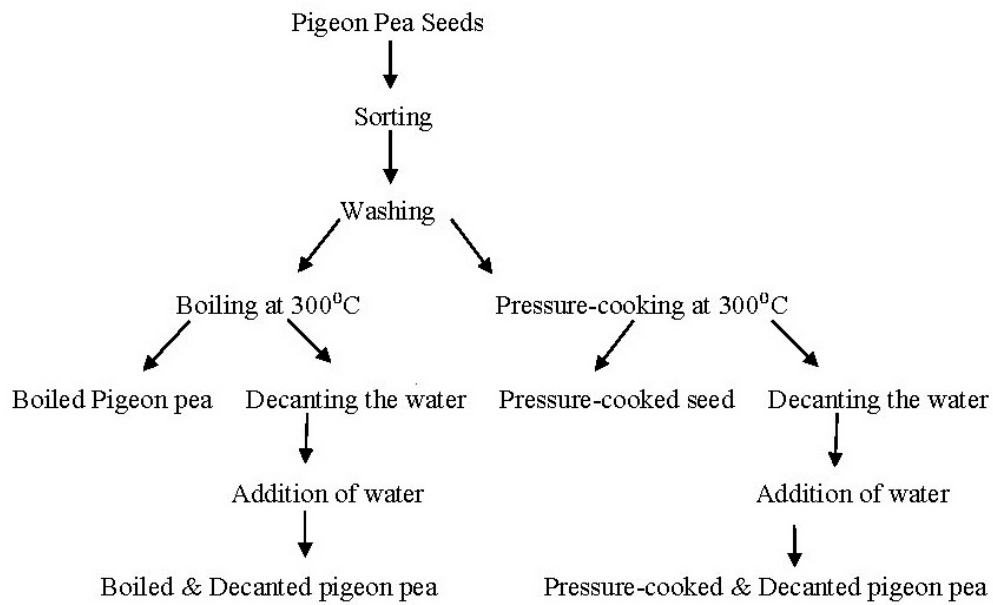 Pigeon Pea Seeds
Sorting
Washing
Boiling at 300⁰C
Pressure-cooking at 300⁰C
Boiled Pigeon pea
Decanting the water
Pressure-cooked seed
Decanting the water
Addition of water
Addition of water
Boiled & Decanted pigeon pea
Pressure-cooked & Decanted pigeon pea